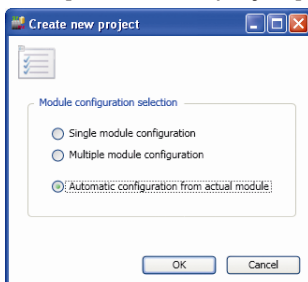 Create new project
Module configuration selection
Single module configuration
Multiple module configuration
Automatic configuration from actual module
OK
Cancel